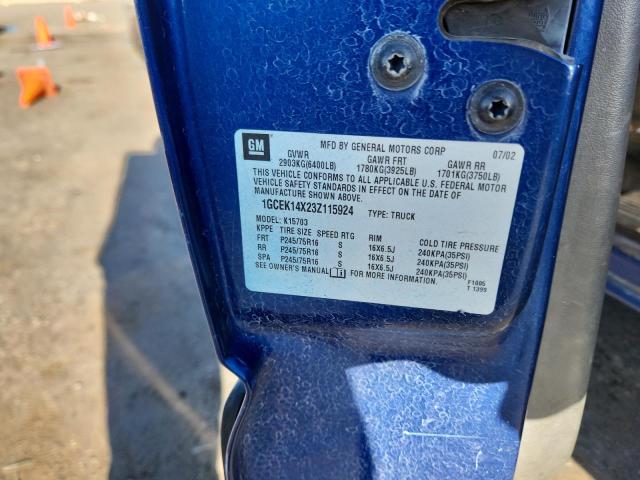 GM MFD BY GENERAL MOTORS CORP 07/02
GVWR GAWR FRT GAWR RR
2903KG(6400LB) 1780KG(3925LB) 1701KG(3750LB)
THIS VEHICLE CONFORMS TO ALL APPLICABLE U.S. FEDERAL MOTOR
VEHICLE SAFETY STANDARDS IN EFFECT ON THE DATE OF
MANUFACTURE SHOWN ABOVE.
1GCEK14X23Z115924 TYPE: TRUCK
MODEL: K15703
KPPE TIRE SIZE SPEED RTG RIM COLD TIRE PRESSURE
FRT P245/75R16 S 16X6.5J 240KPA(35PSI)
RR P245/75R16 S 16X6.5J 240KPA(35PSI)
SPA P245/75R16 S 16X6.5J 240KPA(35PSI)
SEE OWNER'S MANUAL FOR MORE INFORMATION.
T 1399